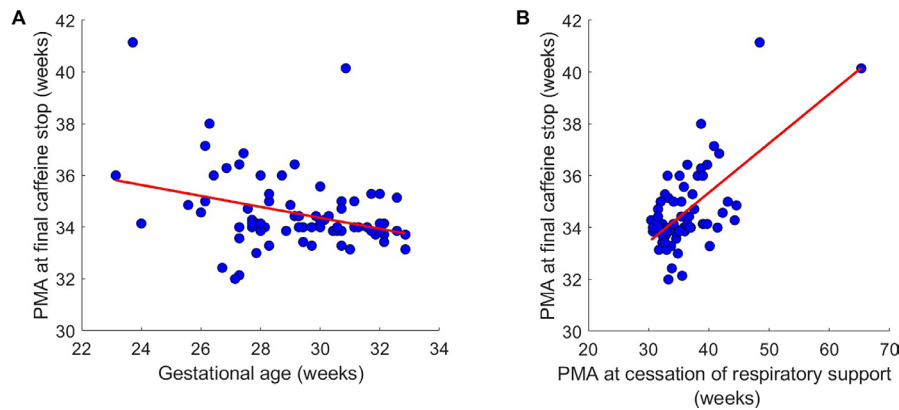 A
PMA at final caffeine stop (weeks)
42
40
38
36
34
32
30
22 24 26 28 30 32 34
Gestational age (weeks)
B
PMA at final caffeine stop (weeks)
42
40
38
36
34
32
30
20 30 40 50 60 70
PMA at cessation of respiratory support
(weeks)